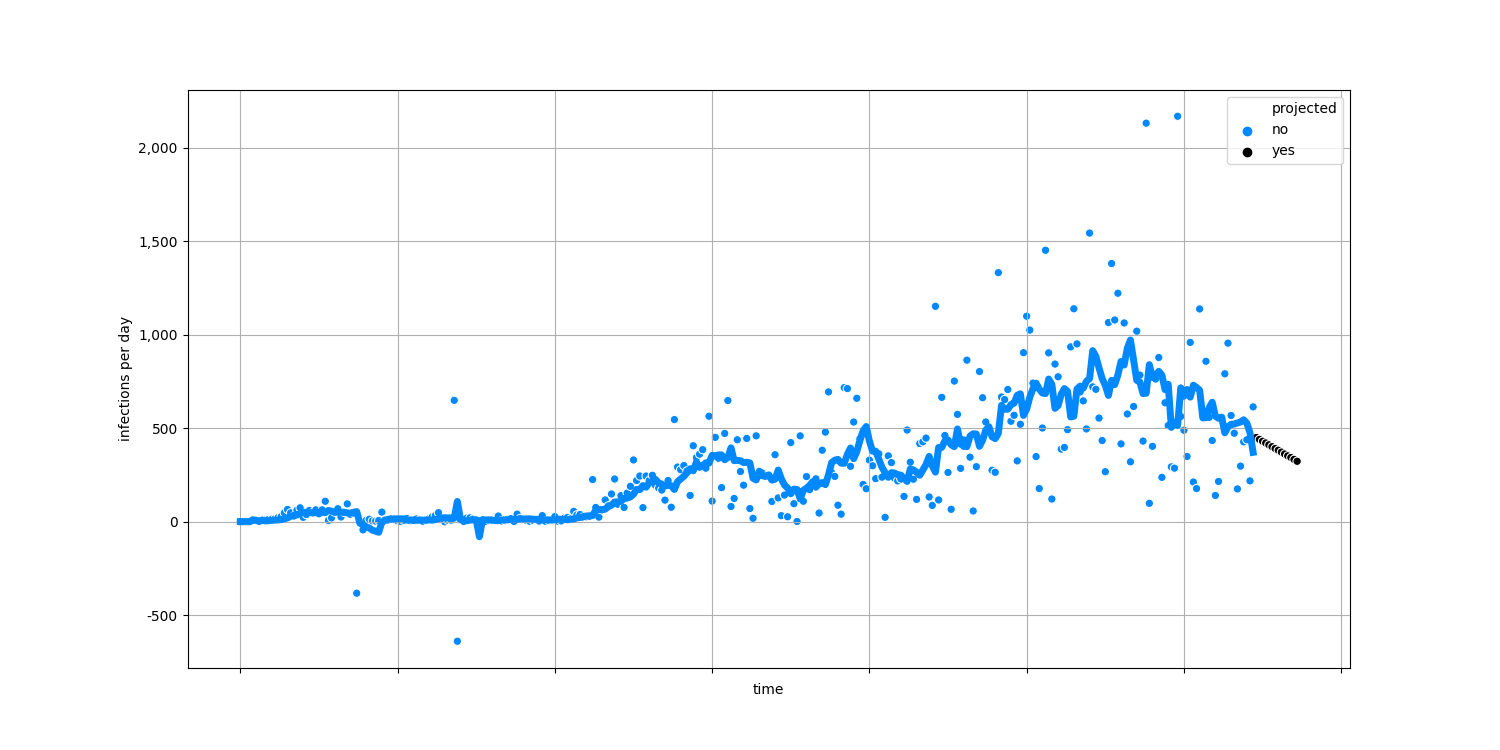 projected
no
yes
2,000
1,500
1,000
500
0
-500
infections per day
time